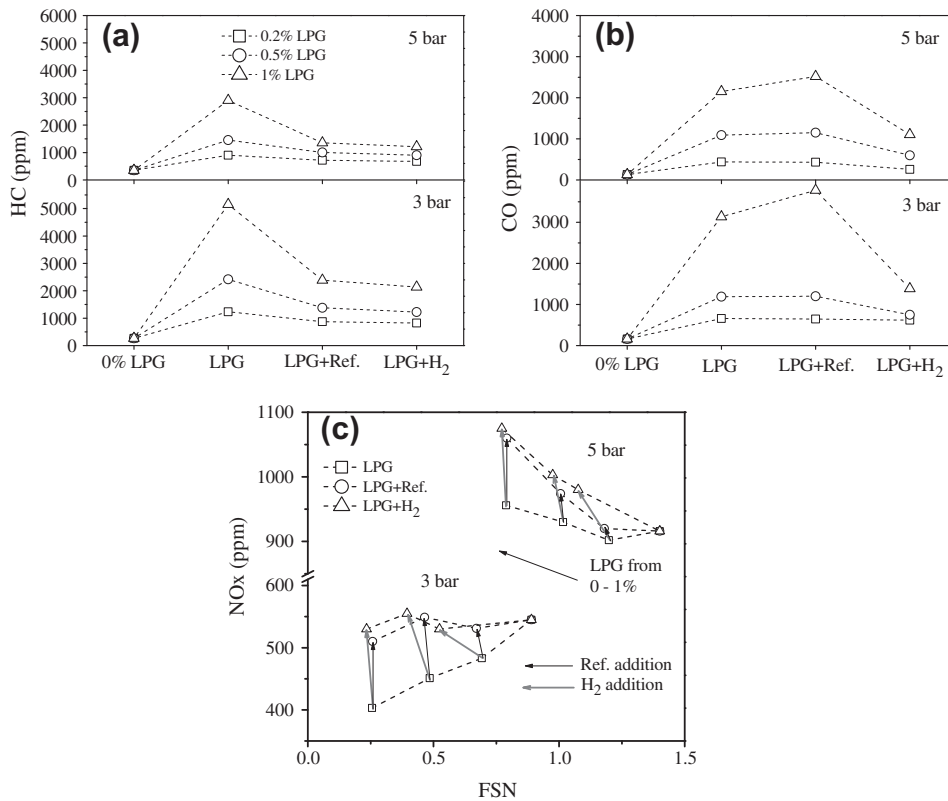 (a)
6000
5000
4000
3000
2000
1000
0
0.2% LPG
0.5% LPG
1% LPG
5 bar
5000
4000
3000
2000
1000
0
3 bar
HC (ppm)
0% LPG LPG LPG+Ref. LPG+H2
(b)
4000
3000
2000
1000
0
5 bar
3000
2000
1000
0
3 bar
CO (ppm)
0% LPG LPG LPG+Ref. LPG+H2
(c)
1100
1000
900
600
500
400
NOx (ppm)
LPG
LPG+Ref.
LPG+H2
5 bar
LPG from
0 - 1%
3 bar
Ref. addition
H2 addition
0.0 0.5 1.0 1.5
FSN